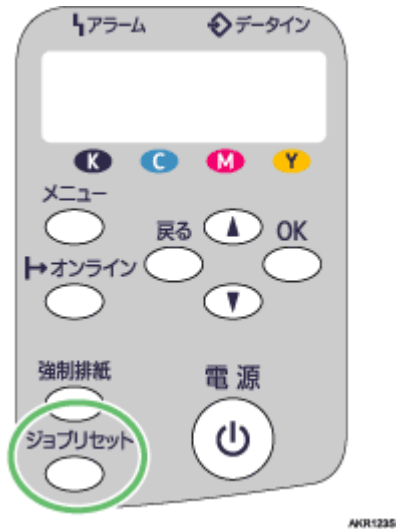 アラーム データイン
K C M Y
メニュー
戻る ▲ OK
オンライン
▼
強制排紙 電源
ジョブリセット
AKR123S